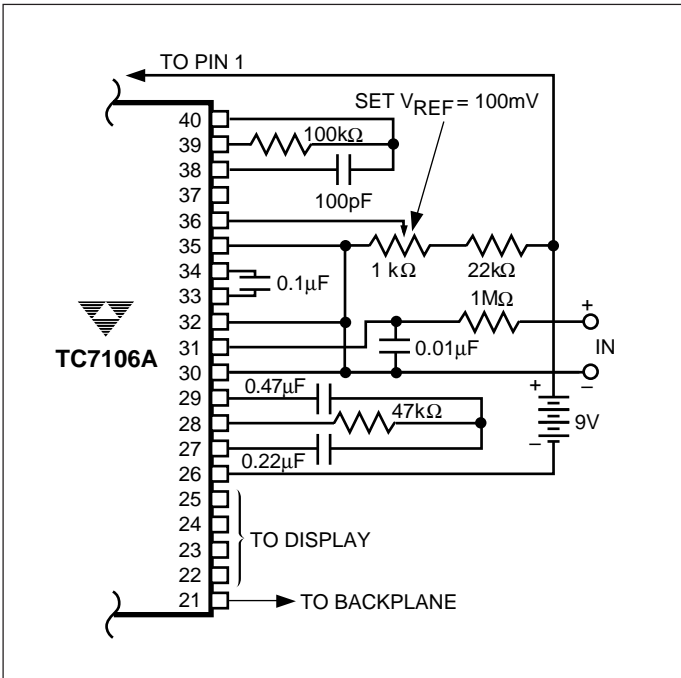 TO PIN 1
SET VREF = 100mV
40
39
38
37
36
35
34
33
32
31
30
29
28
27
26
25
24
23
22
21
100kΩ
100pF
1 kΩ
22kΩ
0.1µF
1MΩ
+
IN
–
0.01µF
TC7106A
0.47µF
47kΩ
0.22µF
+
9V
–
TO DISPLAY
TO BACKPLANE